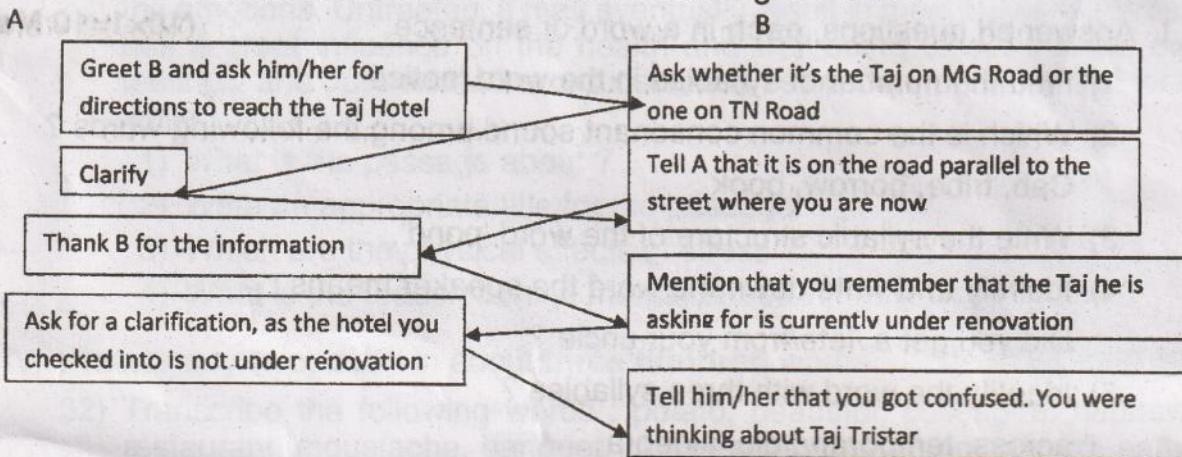 A
B
Greet B and ask him/her for
directions to reach the Taj Hotel
Ask whether it's the Taj on MG Road or the
one on TN Road
Clarify
Tell A that it is on the road parallel to the
street where you are now
Thank B for the information
Mention that you remember that the Taj he is
asking for is currently under renovation
Ask for a clarification, as the hotel you
checked into is not under renovation
Tell him/her that you got confused. You were
thinking about Taj Tristar